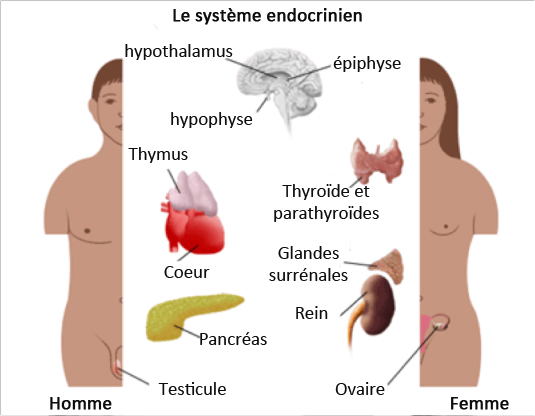 Le système endocrinien
hypothalamus
épiphyse
hypophyse
Thymus
Thyroïde et
parathyroïdes
Coeur
Glandes
surrénales
Rein
Pancréas
Testicule
Ovaire
Homme
Femme